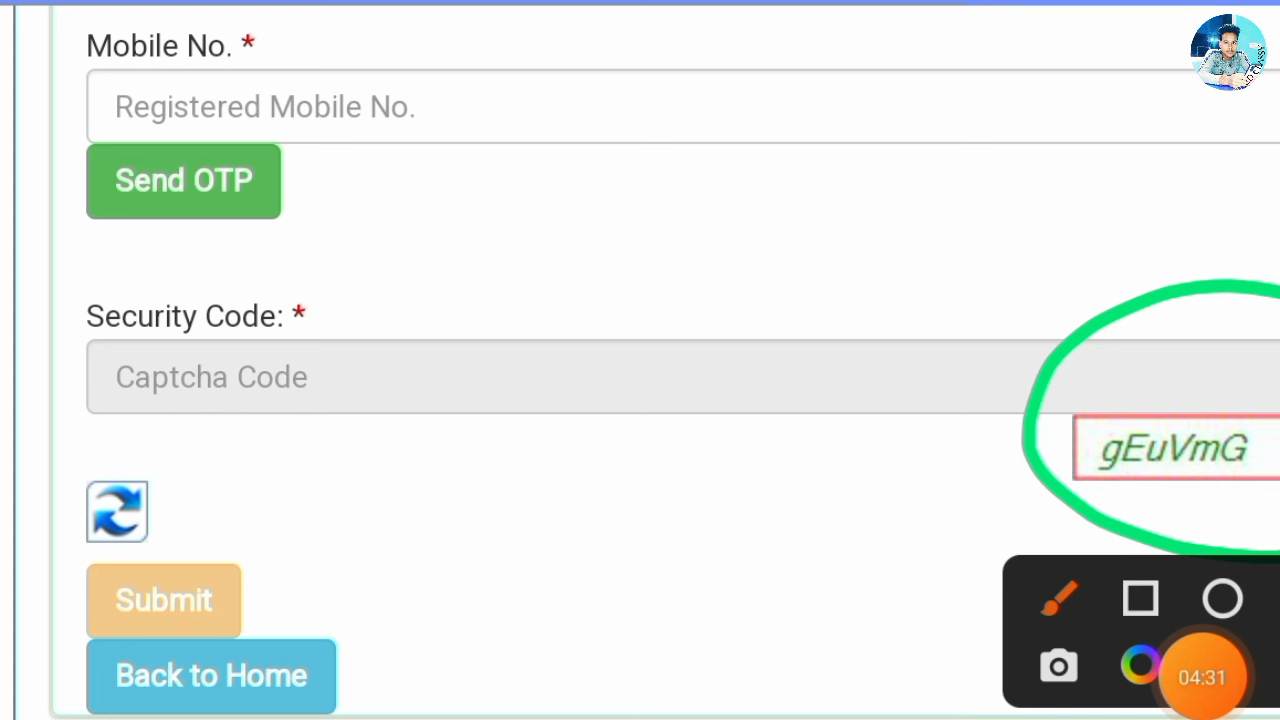 Mobile No. *
Registered Mobile No.
Send OTP
Security Code: *
Captcha Code
gEuVmG
Submit
Back to Home
04:31